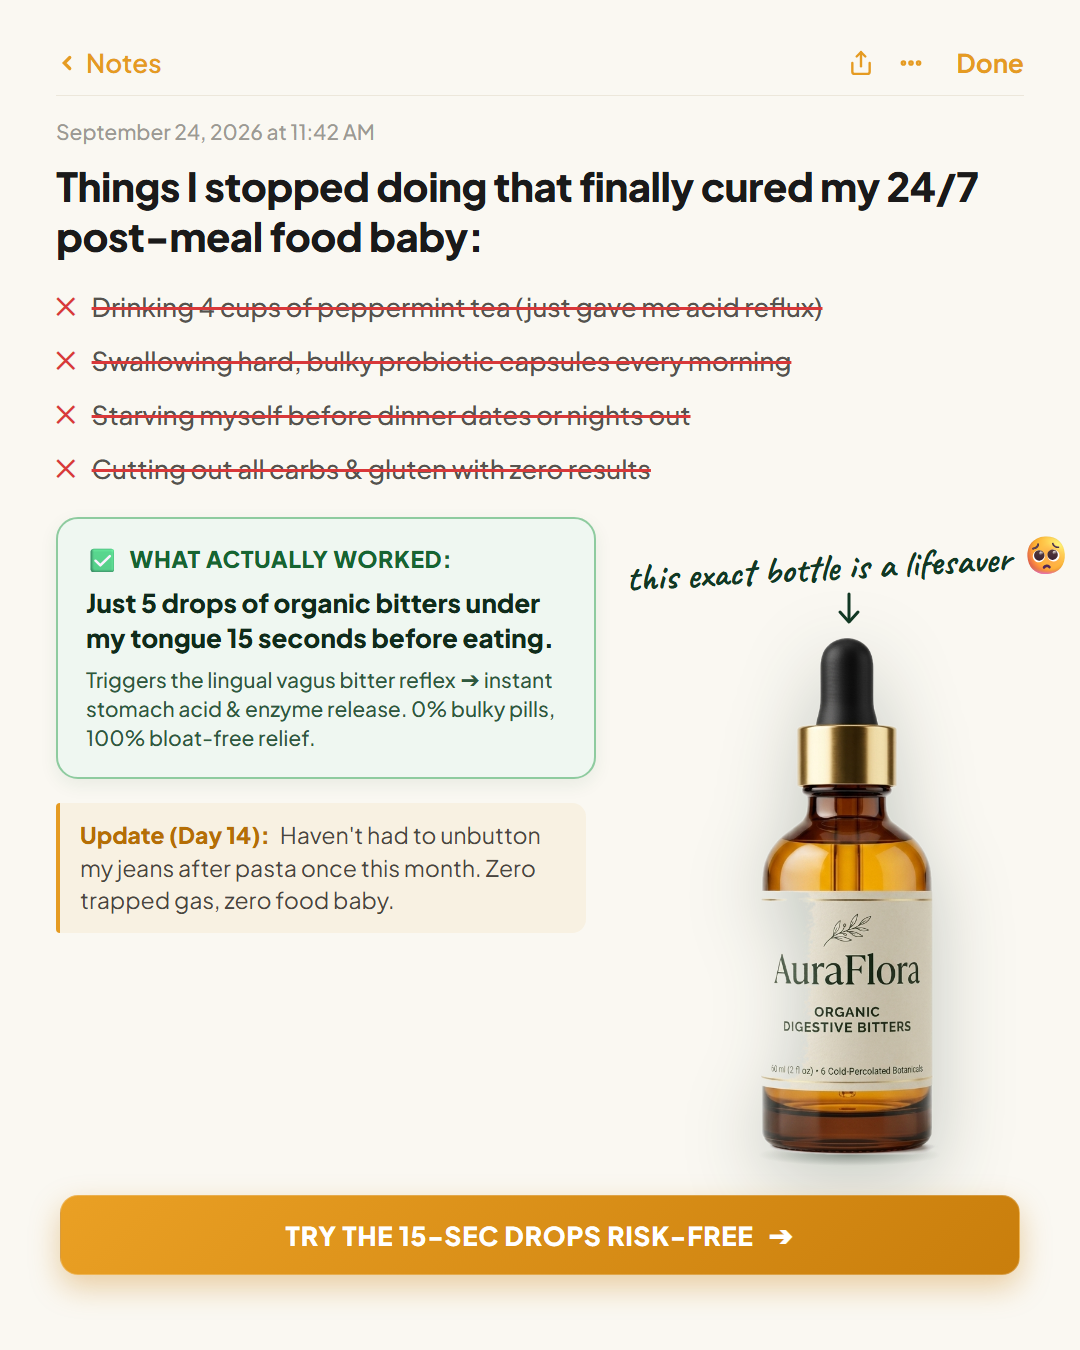 Notes
Done
September 24, 2026 at 11:42 AM
Things I stopped doing that finally cured my 24/7
post-meal food baby:
Drinking 4 cups of peppermint tea (just gave me acid reflux)
Swallowing hard, bulky probiotic capsules every morning
Starving myself before dinner dates or nights out
Cutting out all carbs & gluten with zero results
✅ WHAT ACTUALLY WORKED:
Just 5 drops of organic bitters under
my tongue 15 seconds before eating.
Triggers the lingual vagus bitter reflex ➔ instant
stomach acid & enzyme release. 0% bulky pills,
100% bloat-free relief.
Update (Day 14): Haven't had to unbutton
my jeans after pasta once this month. Zero
trapped gas, zero food baby.
this exact bottle is a lifesaver 🥺
AuraFlora
ORGANIC
DIGESTIVE BITTERS
60 ml (2 fl oz) • 6 Cold-Percolated Botanicals
TRY THE 15-SEC DROPS RISK-FREE ➔